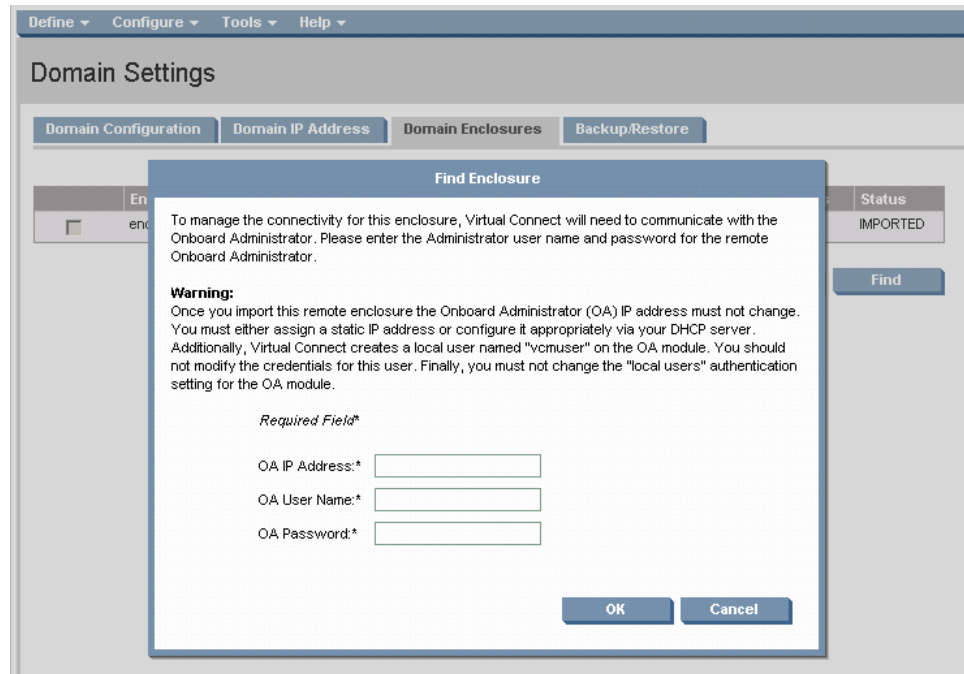 Define Configure Tools Help
Domain Settings
Domain Configuration Domain IP Address Domain Enclosures Backup/Restore
Find Enclosure
Status
IMPORTED
Find
To manage the connectivity for this enclosure, Virtual Connect will need to communicate with the
Onboard Administrator. Please enter the Administrator user name and password for the remote
Onboard Administrator.
Warning:
Once you import this remote enclosure the Onboard Administrator (OA) IP address must not change.
You must either assign a static IP address or configure it appropriately via your DHCP server.
Additionally, Virtual Connect creates a local user named "vcmuser" on the OA module. You should
not modify the credentials for this user. Finally, you must not change the "local users" authentication
setting for the OA module.
Required Field*
OA IP Address:*
OA User Name:*
OA Password:*
OK Cancel